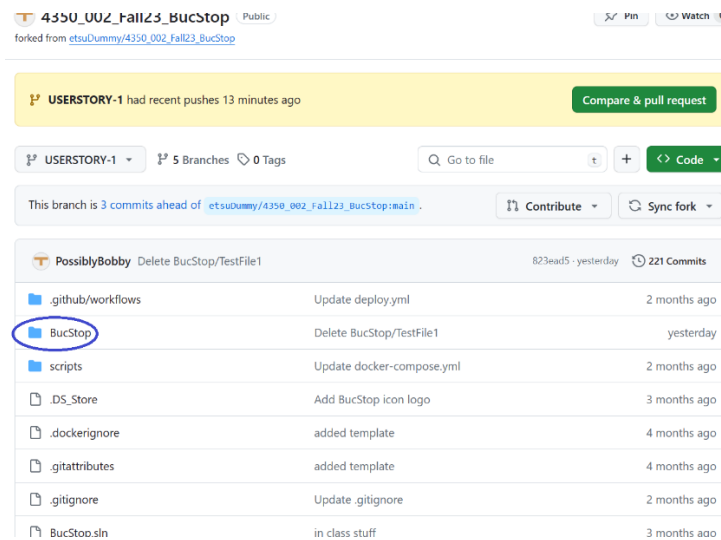 4350_002_Fall23_BucStop Public Pin Watch
forked from etsuDummy/4350_002_Fall23_BucStop
USERSTORY-1 had recent pushes 13 minutes ago Compare & pull request
USERSTORY-1 5 Branches 0 Tags Go to file t + Code
This branch is 3 commits ahead of etsuDummy/4350_002_Fall23_BucStop:main . Contribute Sync fork
PossiblyBobby Delete BucStop/TestFile1 823ead5 · yesterday 221 Commits
.github/workflows Update deploy.yml 2 months ago
BucStop Delete BucStop/TestFile1 yesterday
scripts Update docker-compose.yml 2 months ago
.DS_Store Add BucStop icon logo 3 months ago
.dockerignore added template 4 months ago
.gitattributes added template 4 months ago
.gitignore Update .gitignore 2 months ago
BucStop.sln in class stuff 3 months ago